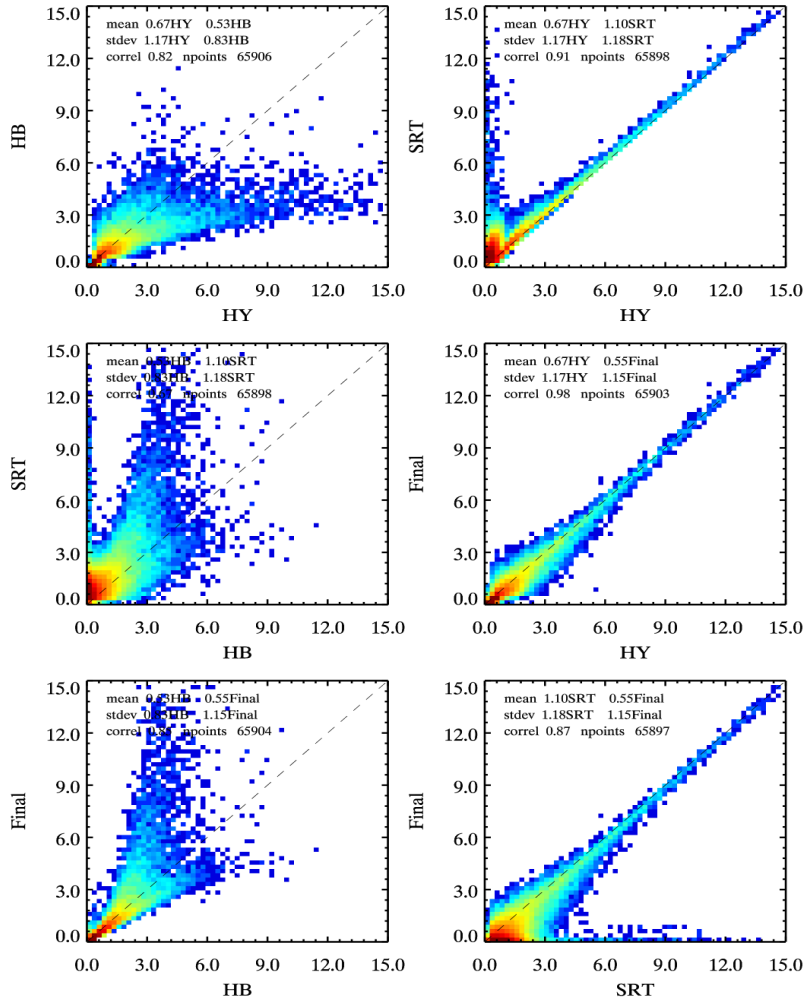 mean 0.67HY 0.53HB
stdev 1.17HY 0.83HB
correl 0.82 npoints 65906
15.0
12.0
9.0
6.0
3.0
0.0
HB
0.0 3.0 6.0 9.0 12.0 15.0
HY
mean 0.67HY 1.10SRT
stdev 1.17HY 1.18SRT
correl 0.91 npoints 65898
15.0
12.0
9.0
6.0
3.0
0.0
SRT
0.0 3.0 6.0 9.0 12.0 15.0
HY
mean 0.53HB 1.10SRT
stdev 0.83HB 1.18SRT
correl npoints 65898
15.0
12.0
9.0
6.0
3.0
0.0
SRT
0.0 3.0 6.0 9.0 12.0 15.0
HB
mean 0.67HY 0.55Final
stdev 1.17HY 1.15Final
correl 0.98 npoints 65903
15.0
12.0
9.0
6.0
3.0
0.0
Final
0.0 3.0 6.0 9.0 12.0 15.0
HY
mean 0.53HB 0.55Final
stdev 0.83HB 1.15Final
correl npoints 65904
15.0
12.0
9.0
6.0
3.0
0.0
Final
0.0 3.0 6.0 9.0 12.0 15.0
HB
mean 1.10SRT 0.55Final
stdev 1.18SRT 1.15Final
correl 0.87 npoints 65897
15.0
12.0
9.0
6.0
3.0
0.0
Final
0.0 3.0 6.0 9.0 12.0 15.0
SRT